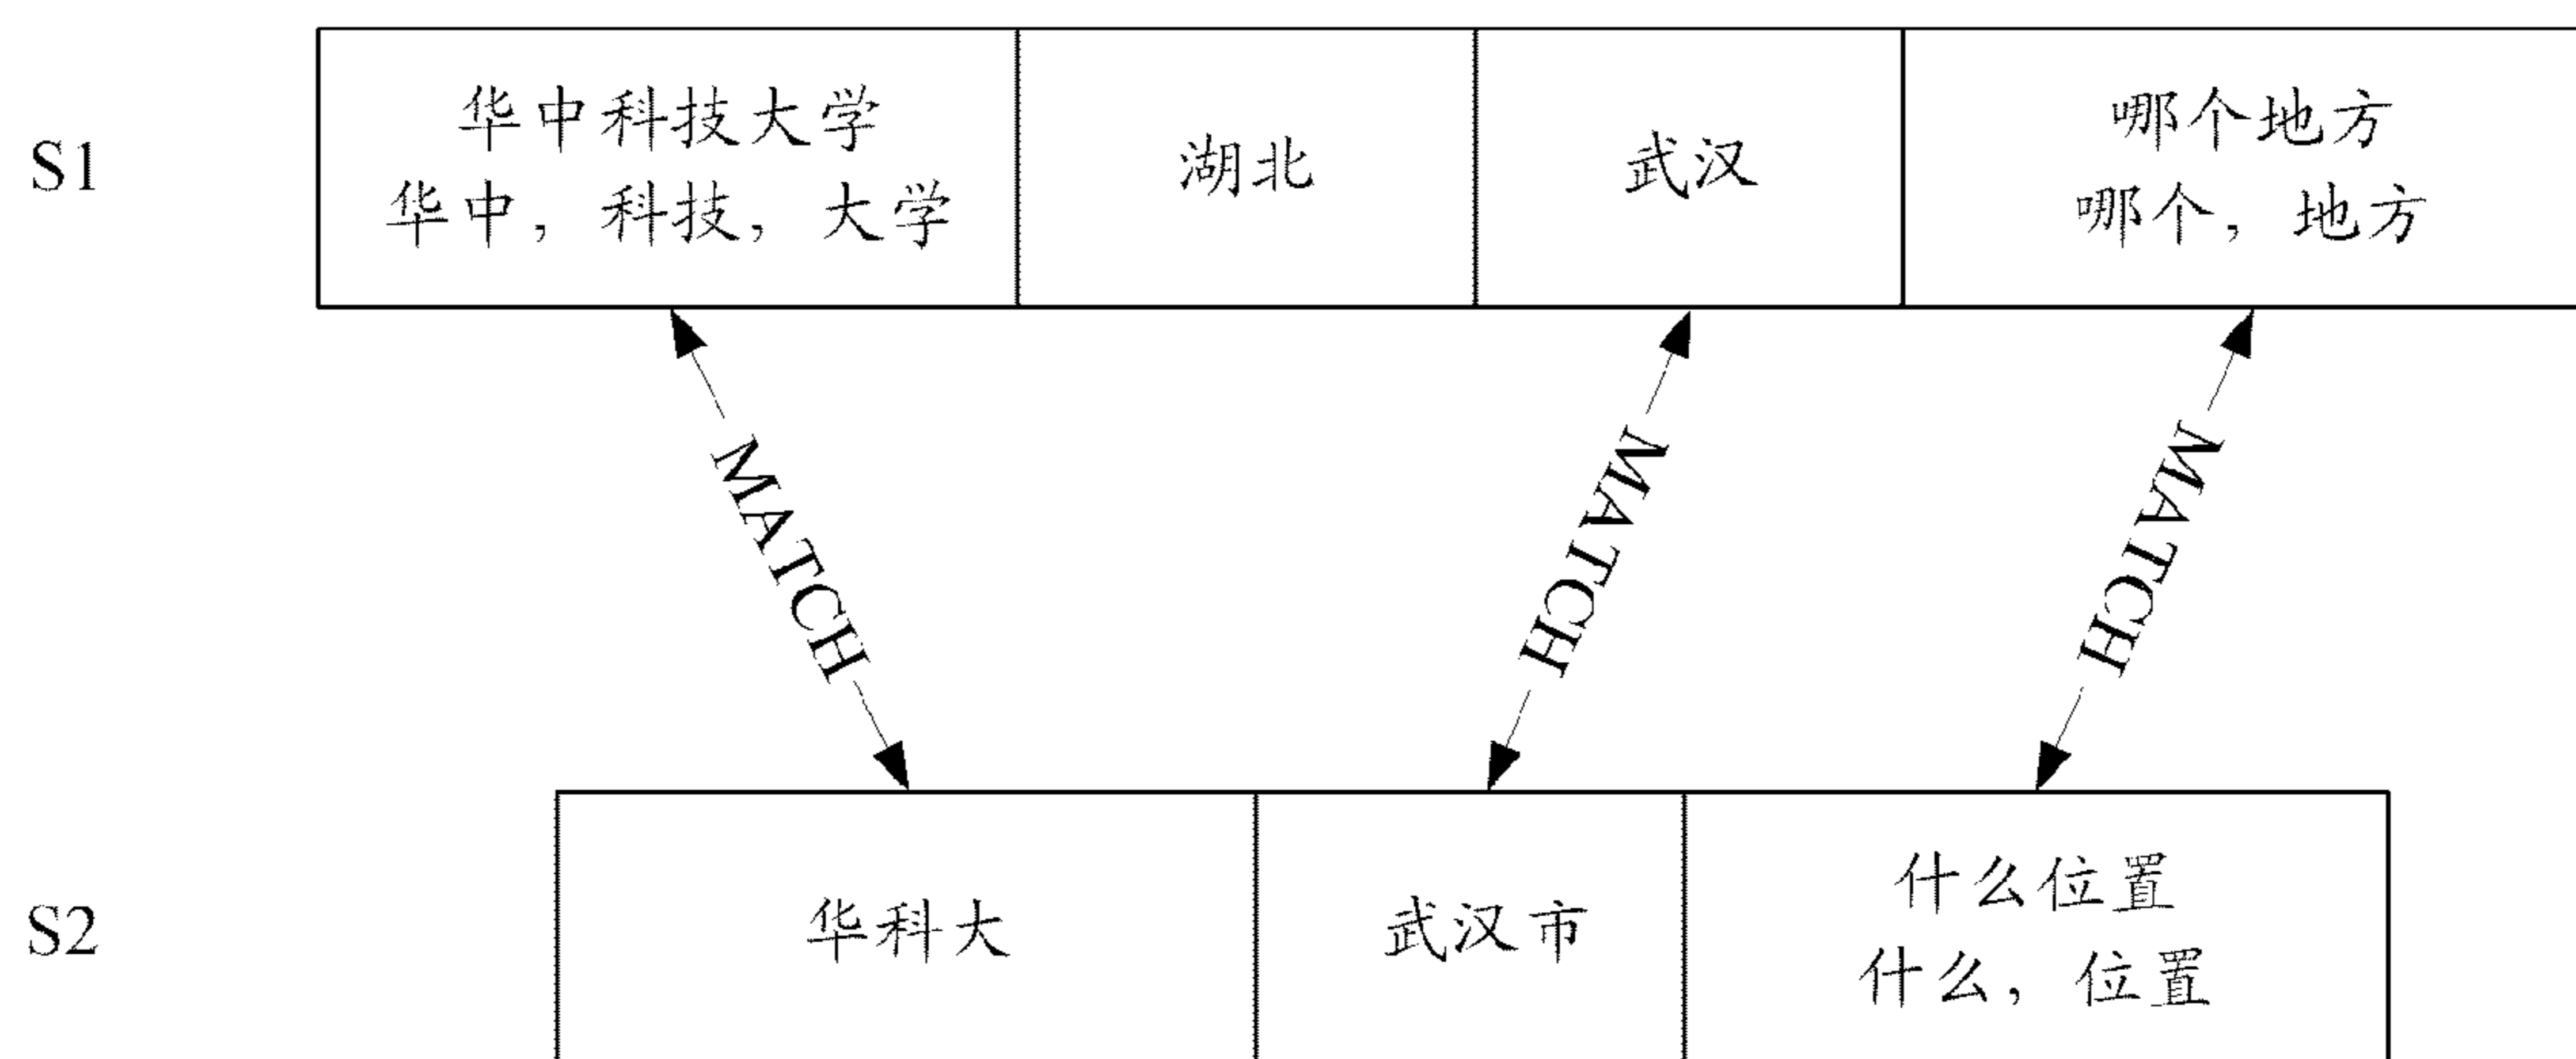 S1
华中科技大学
华中，科技，大学
湖北
武汉
哪个地方
哪个，地方
MATCH
MATCH
MATCH
S2
华科大
武汉市
什么位置
什么，位置